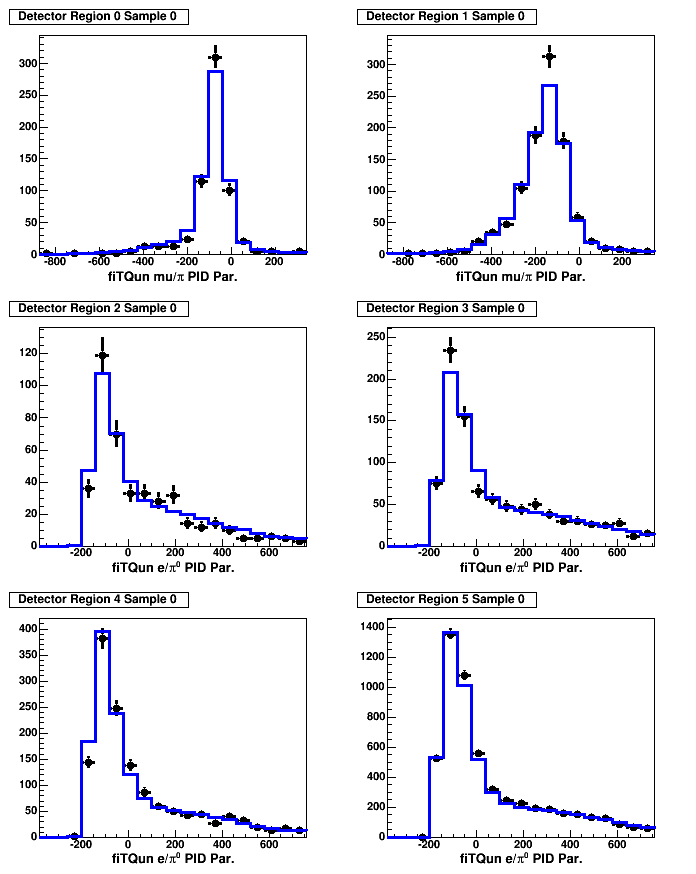 Detector Region 0 Sample 0
300
250
200
150
100
50
0
-800 -600 -400 -200 0 200
fiTQun mu/π PID Par.
Detector Region 1 Sample 0
300
250
200
150
100
50
0
-800 -600 -400 -200 0 200
fiTQun mu/π PID Par.
Detector Region 2 Sample 0
120
100
80
60
40
20
0
-200 0 200 400 600
fiTQun e/π⁰ PID Par.
Detector Region 3 Sample 0
250
200
150
100
50
0
-200 0 200 400 600
fiTQun e/π⁰ PID Par.
Detector Region 4 Sample 0
400
350
300
250
200
150
100
50
0
-200 0 200 400 600
fiTQun e/π⁰ PID Par.
Detector Region 5 Sample 0
1400
1200
1000
800
600
400
200
0
-200 0 200 400 600
fiTQun e/π⁰ PID Par.